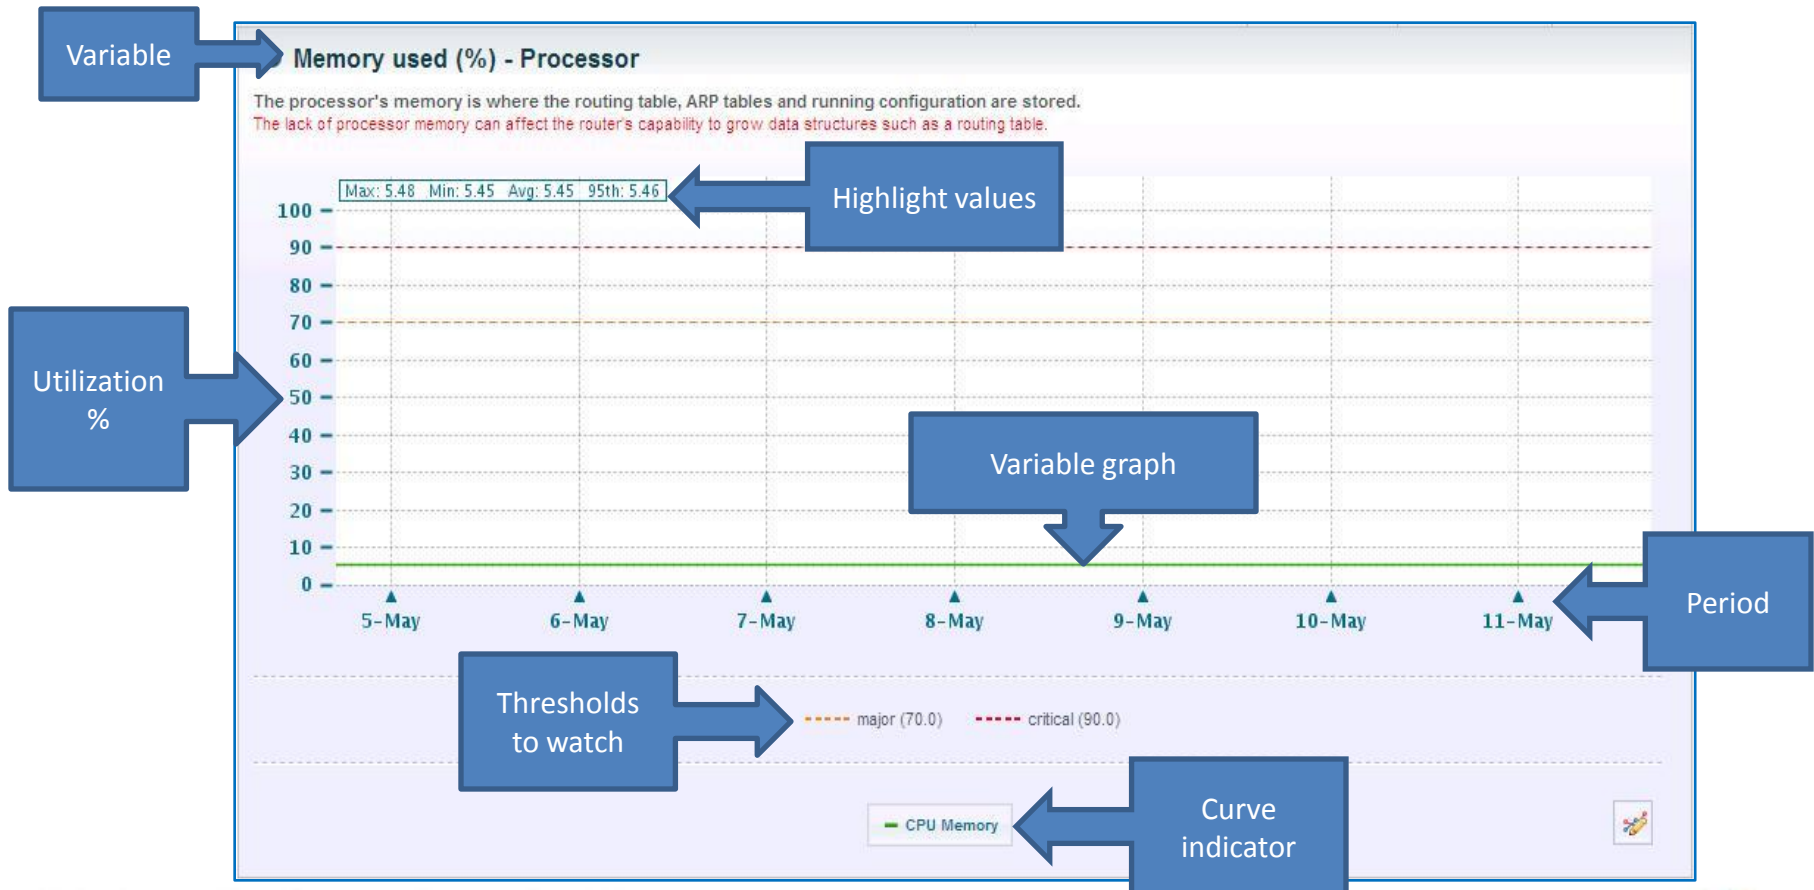 Variable
Memory used (%) - Processor
The processor's memory is where the routing table, ARP tables and running configuration are stored.
The lack of processor memory can affect the router's capability to grow data structures such as a routing table.
Max: 5.48 Min: 5.45 Avg: 5.45 95th: 5.46
Highlight values
100
90
80
70
60
50
40
30
20
10
0
Utilization
%
Variable graph
5-May 6-May 7-May 8-May 9-May 10-May 11-May
Period
Thresholds
to watch
major (70.0) critical (90.0)
CPU Memory
Curve
indicator